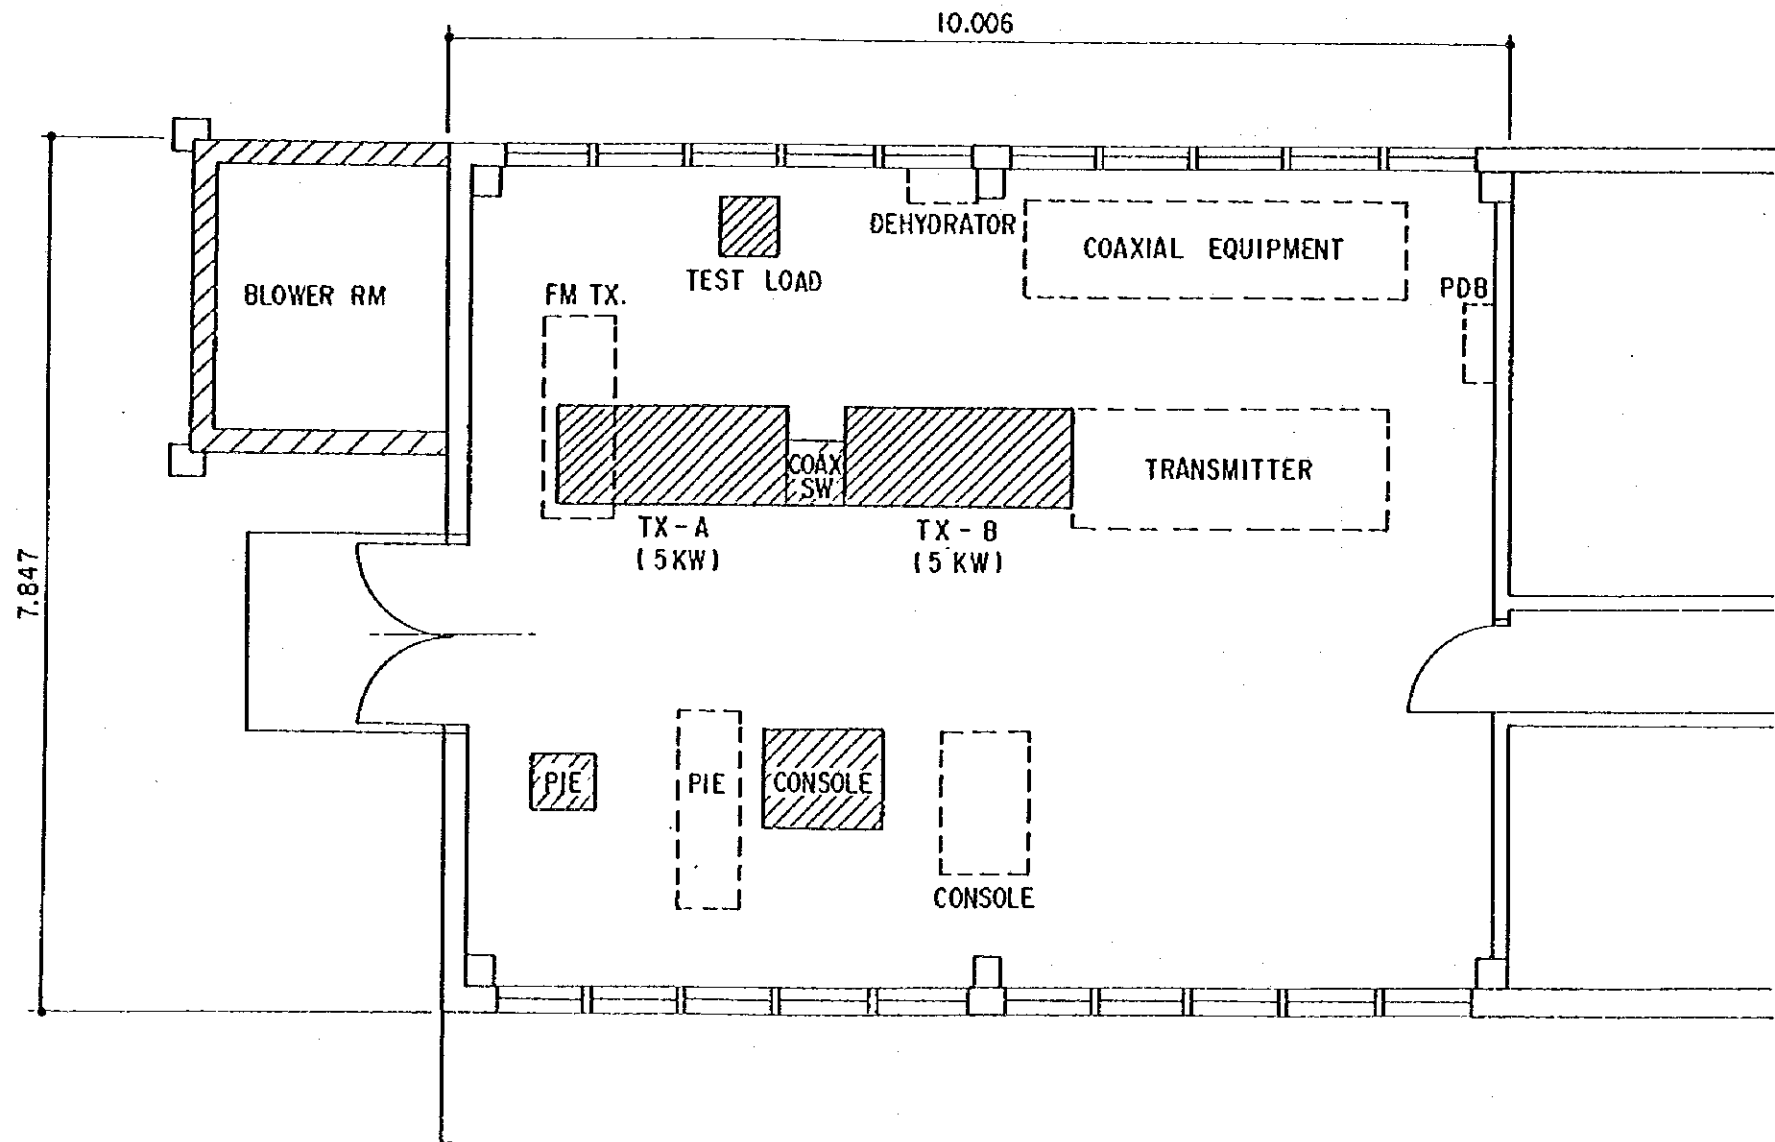 10.006
DEHYDRATOR
COAXIAL EQUIPMENT
TEST LOAD
BLOWER RM
FM TX.
PDB
COAX
SW
TRANSMITTER
TX-A
(5KW)
TX-B
(5KW)
7.847
PIE
PIE
CONSOLE
CONSOLE